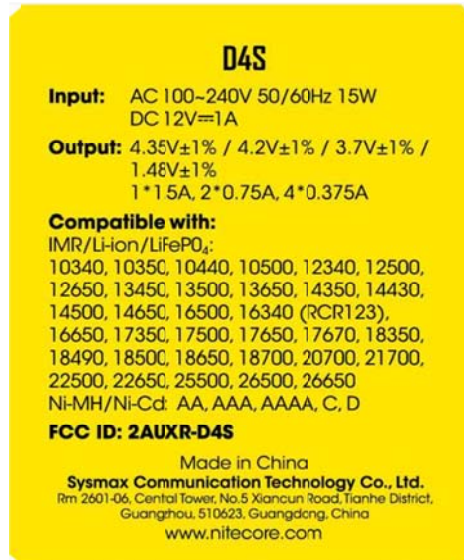 D4S
Input: AC 100~240V 50/60Hz 15W
DC 12V⎓1A
Output: 4.35V±1% / 4.2V±1% / 3.7V±1% /
1.48V±1%
1*1.5A, 2*0.75A, 4*0.375A
Compatible with:
IMR/Li-ion/LiFeP0₄:
10340, 10350, 10440, 10500, 12340, 12500,
12650, 13450, 13500, 13650, 14350, 14430,
14500, 14650, 16500, 16340 (RCR123),
16650, 17350, 17500, 17650, 17670, 18350,
18490, 18500, 18650, 18700, 20700, 21700,
22500, 22650, 25500, 26500, 26650
Ni-MH/Ni-Cd: AA, AAA, AAAA, C, D
FCC ID: 2AUXR-D4S
Made in China
Sysmax Communication Technology Co., Ltd.
Rm 2601-06, Cental Tower, No.5 Xiancun Road, Tianhe District,
Guangzhou, 510623, Guangdong, China
www.nitecore.com